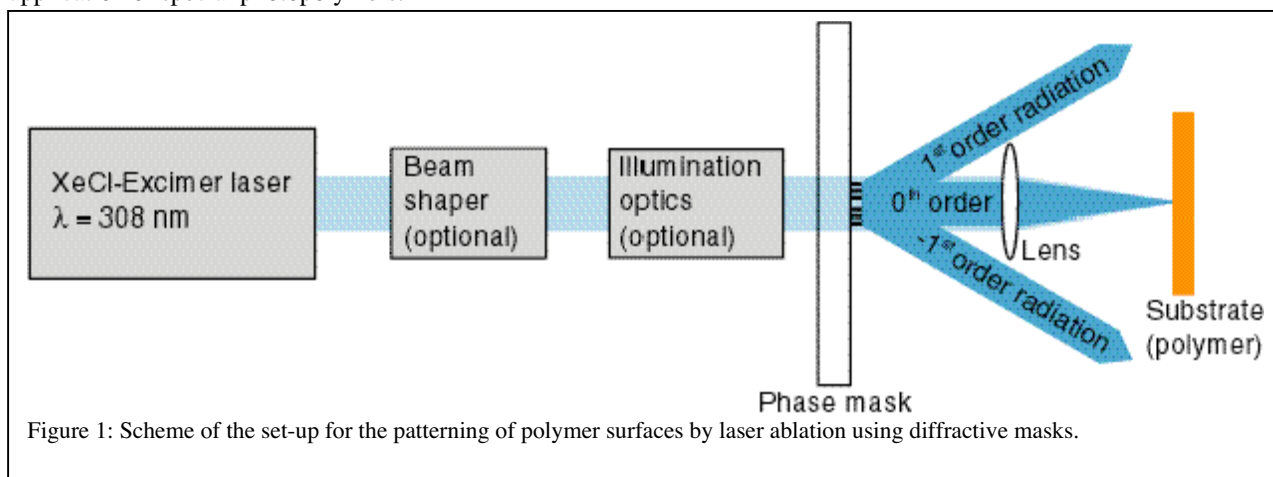 XeCl-Excimer laser
λ = 308 nm
Beam
shaper
(optional)
Illumination
optics
(optional)
1st order radiation
0th order
-1st order radiation
Lens
Substrate
(polymer)
Phase mask
Figure 1: Scheme of the set-up for the patterning of polymer surfaces by laser ablation using diffractive masks.